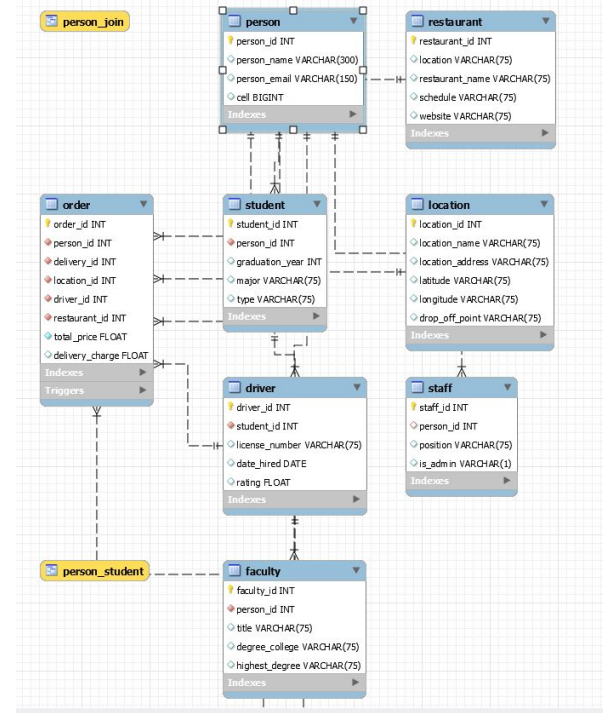 person_join
person
person_id INT
person_name VARCHAR(300)
person_email VARCHAR(150)
cell BIGINT
Indexes
restaurant
restaurant_id INT
location VARCHAR(75)
restaurant_name VARCHAR(75)
schedule VARCHAR(75)
website VARCHAR(75)
Indexes
order
order_id INT
person_id INT
delivery_id INT
location_id INT
driver_id INT
restaurant_id INT
total_price FLOAT
delivery_charge FLOAT
Indexes
Triggers
student
student_id INT
person_id INT
graduation_year INT
major VARCHAR(75)
type VARCHAR(75)
Indexes
location
location_id INT
location_name VARCHAR(75)
location_address VARCHAR(75)
latitude VARCHAR(75)
longitude VARCHAR(75)
drop_off_point VARCHAR(75)
Indexes
driver
driver_id INT
student_id INT
license_number VARCHAR(75)
date_hired DATE
rating FLOAT
Indexes
staff
staff_id INT
person_id INT
position VARCHAR(75)
is_admin VARCHAR(1)
Indexes
person_student
faculty
faculty_id INT
person_id INT
title VARCHAR(75)
degree_college VARCHAR(75)
highest_degree VARCHAR(75)
Indexes